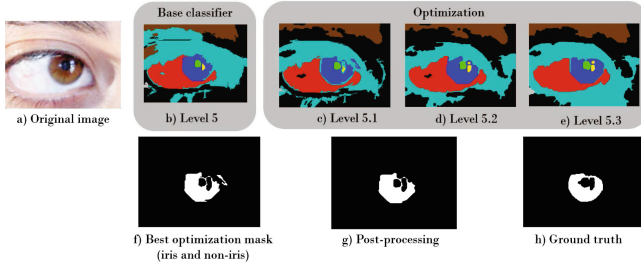 Base classifier
Optimization
a) Original image
b) Level 5
c) Level 5.1
d) Level 5.2
e) Level 5.3
f) Best optimization mask
(iris and non-iris)
g) Post-processing
h) Ground truth